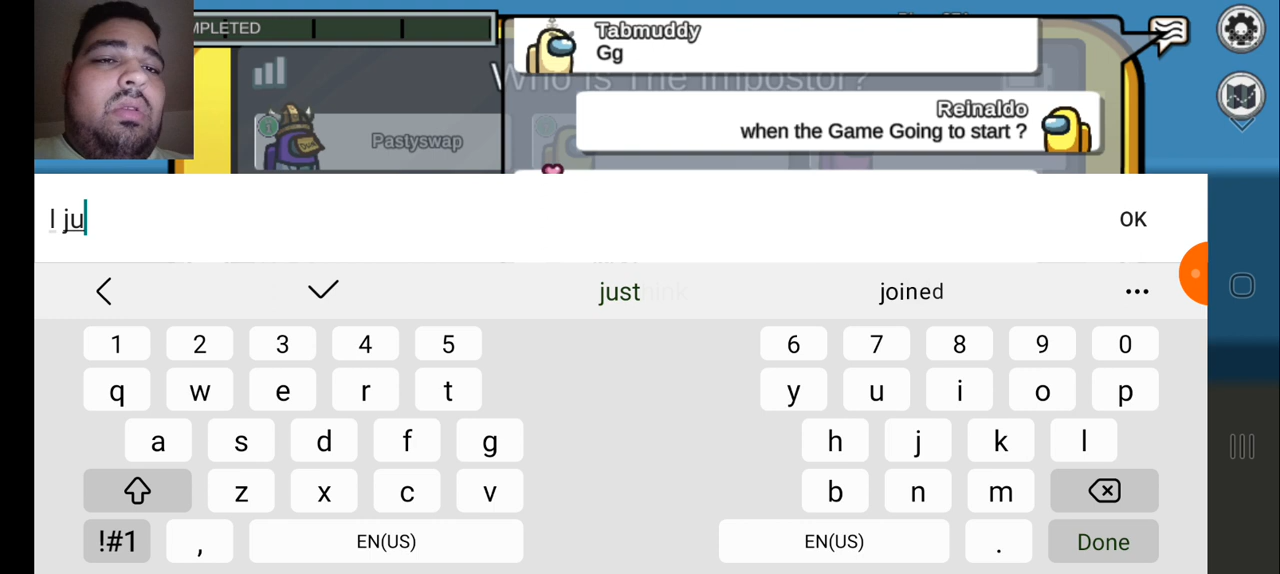 MPLETED
Tabmuddy
Gg
Who Is The Impostor?
Reinaldo
when the Game Going to start ?
Pastyswap
I ju
OK
just
joined
1 2 3 4 5 6 7 8 9 0
q w e r t y u i o p
a s d f g h j k l
z x c v b n m
!#1 , EN(US) EN(US) . Done